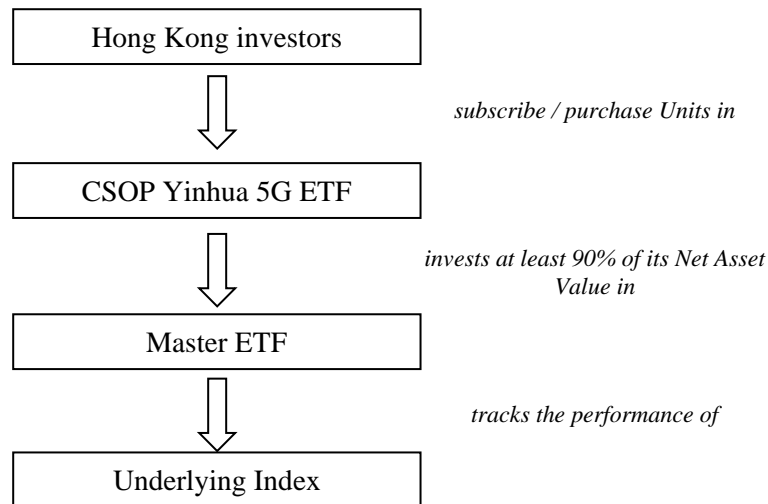 Hong Kong investors
subscribe / purchase Units in
CSOP Yinhua 5G ETF
invests at least 90% of its Net Asset
Value in
Master ETF
tracks the performance of
Underlying Index